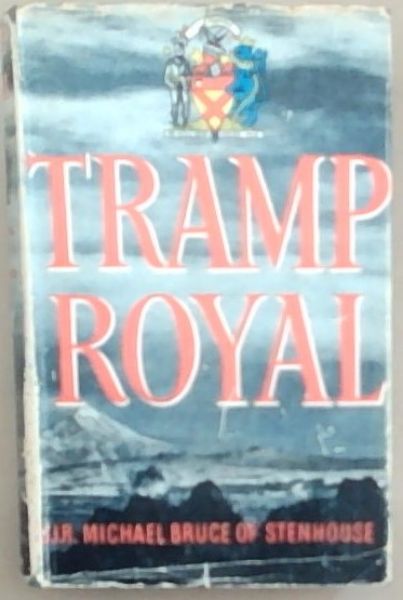 TRAMP
ROYAL
SIR MICHAEL BRUCE OF STENHOUSE